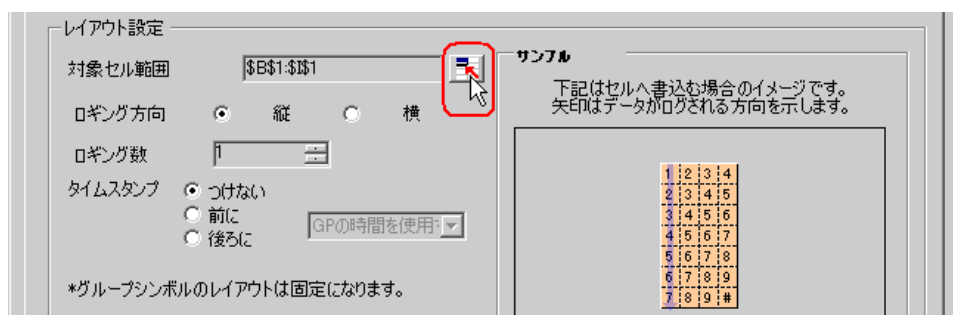 レイアウト設定
対象セル範囲 $B$1:$I$1
ロギング方向 縦 横
ロギング数 1
タイムスタンプ つけない
前に
後ろに
GPの時間を使用
*グループシンボルのレイアウトは固定になります。
サンプル
下記はセルへ書込む場合のイメージです。
矢印はデータがログされる方向を示します。
1 2 3 4
2 3 4 5
3 4 5 6
4 5 6 7
5 6 7 8
6 7 8 9
7 8 9 #